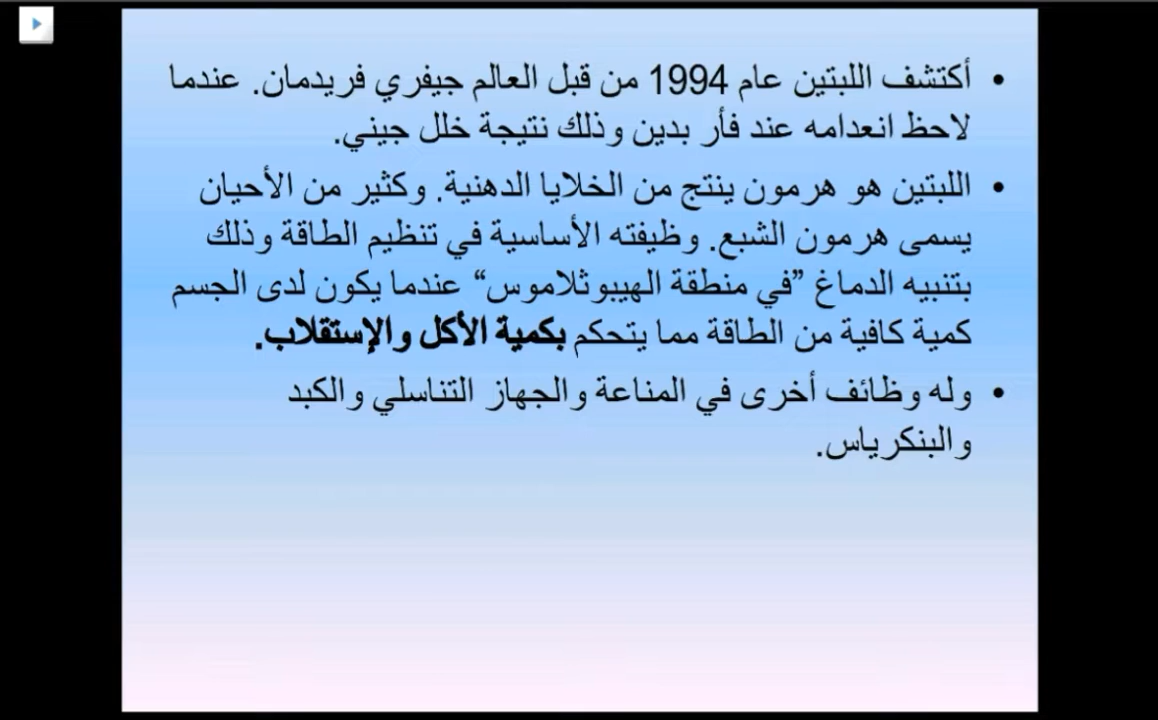 • أكتشف اللبتين عام 1994 من قبل العالم جيفري فريدمان. عندما
لاحظ انعدامه عند فأر بدين وذلك نتيجة خلل جيني.
• اللبتين هو هرمون ينتج من الخلايا الدهنية. وكثير من الأحيان
يسمى هرمون الشبع. وظيفته الأساسية في تنظيم الطاقة وذلك
بتنبيه الدماغ ”في منطقة الهيبوثلاموس“ عندما يكون لدى الجسم
كمية كافية من الطاقة مما يتحكم بكمية الأكل والإستقلاب.
• وله وظائف أخرى في المناعة والجهاز التناسلي والكبد
والبنكرياس.